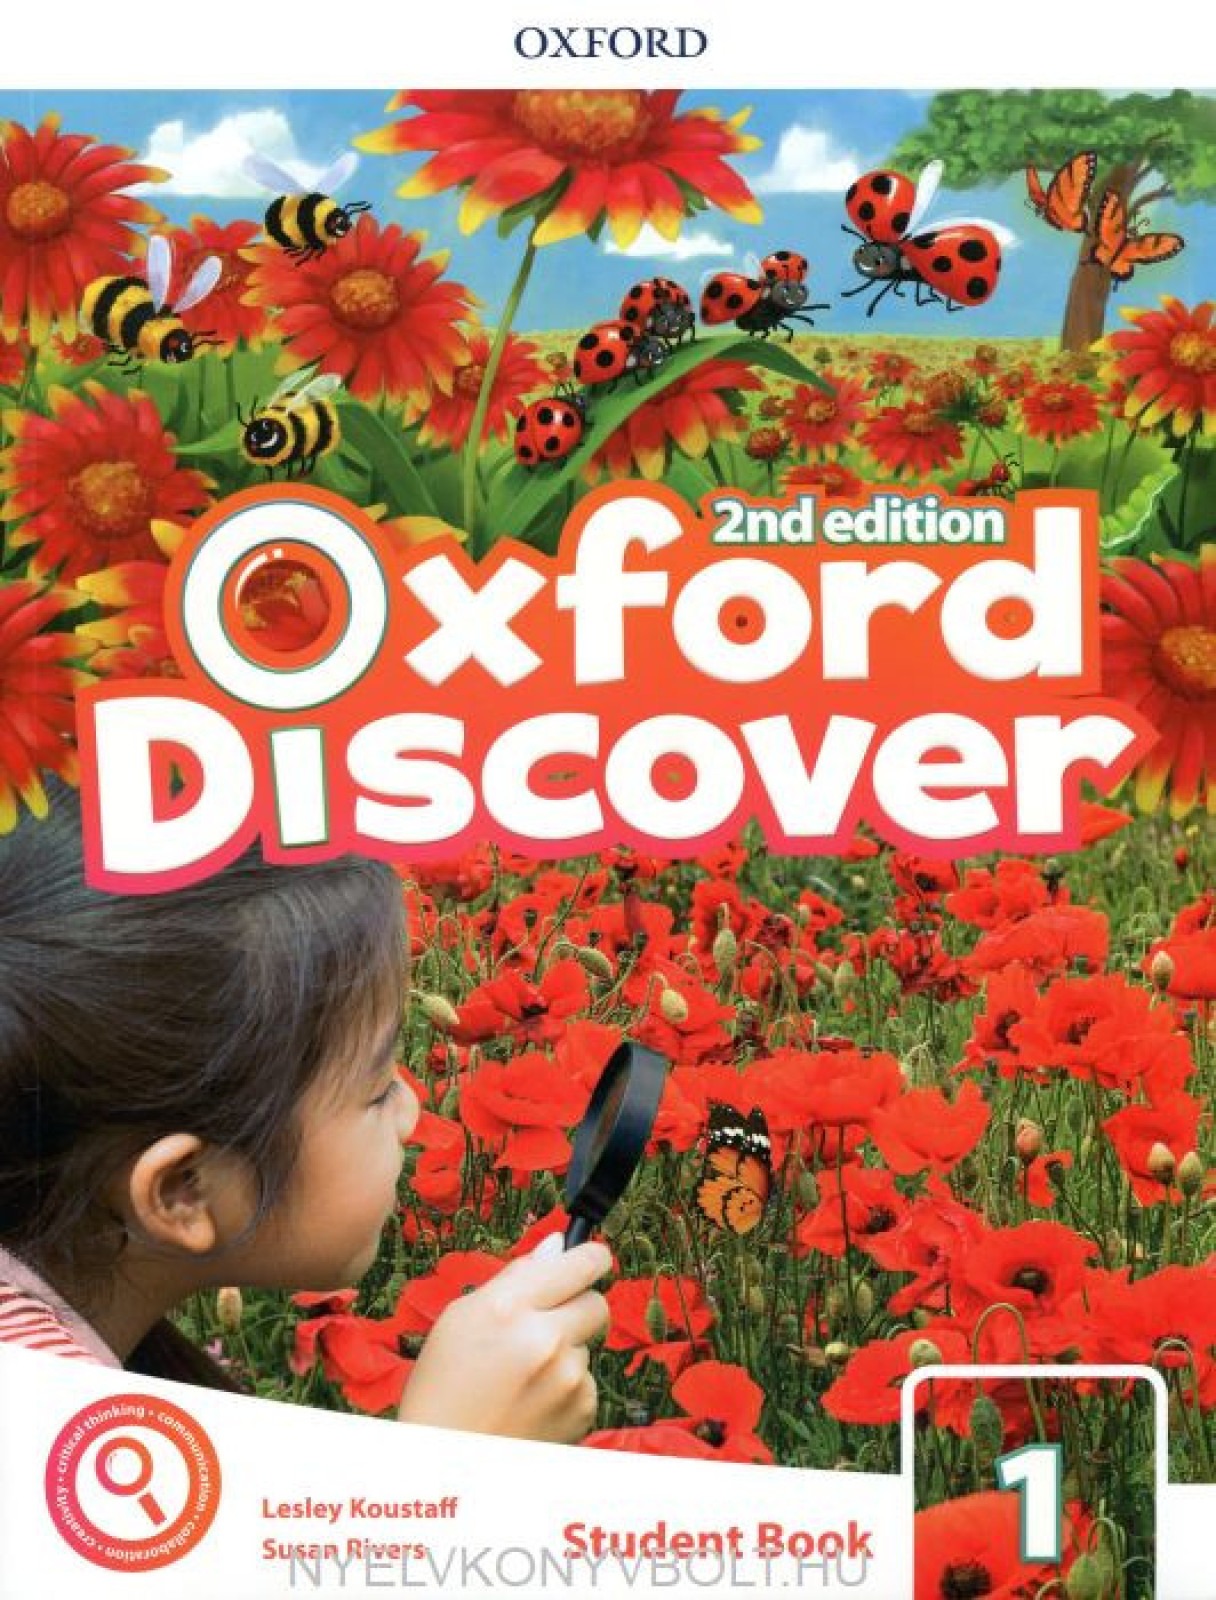 OXFORD
2nd edition
Oxford
Discover
critical thinking • communication • collaboration • creativity •
Lesley Koustaff
Susan Rivers
Student Book
1
NYELVKONYVBOLT.HU